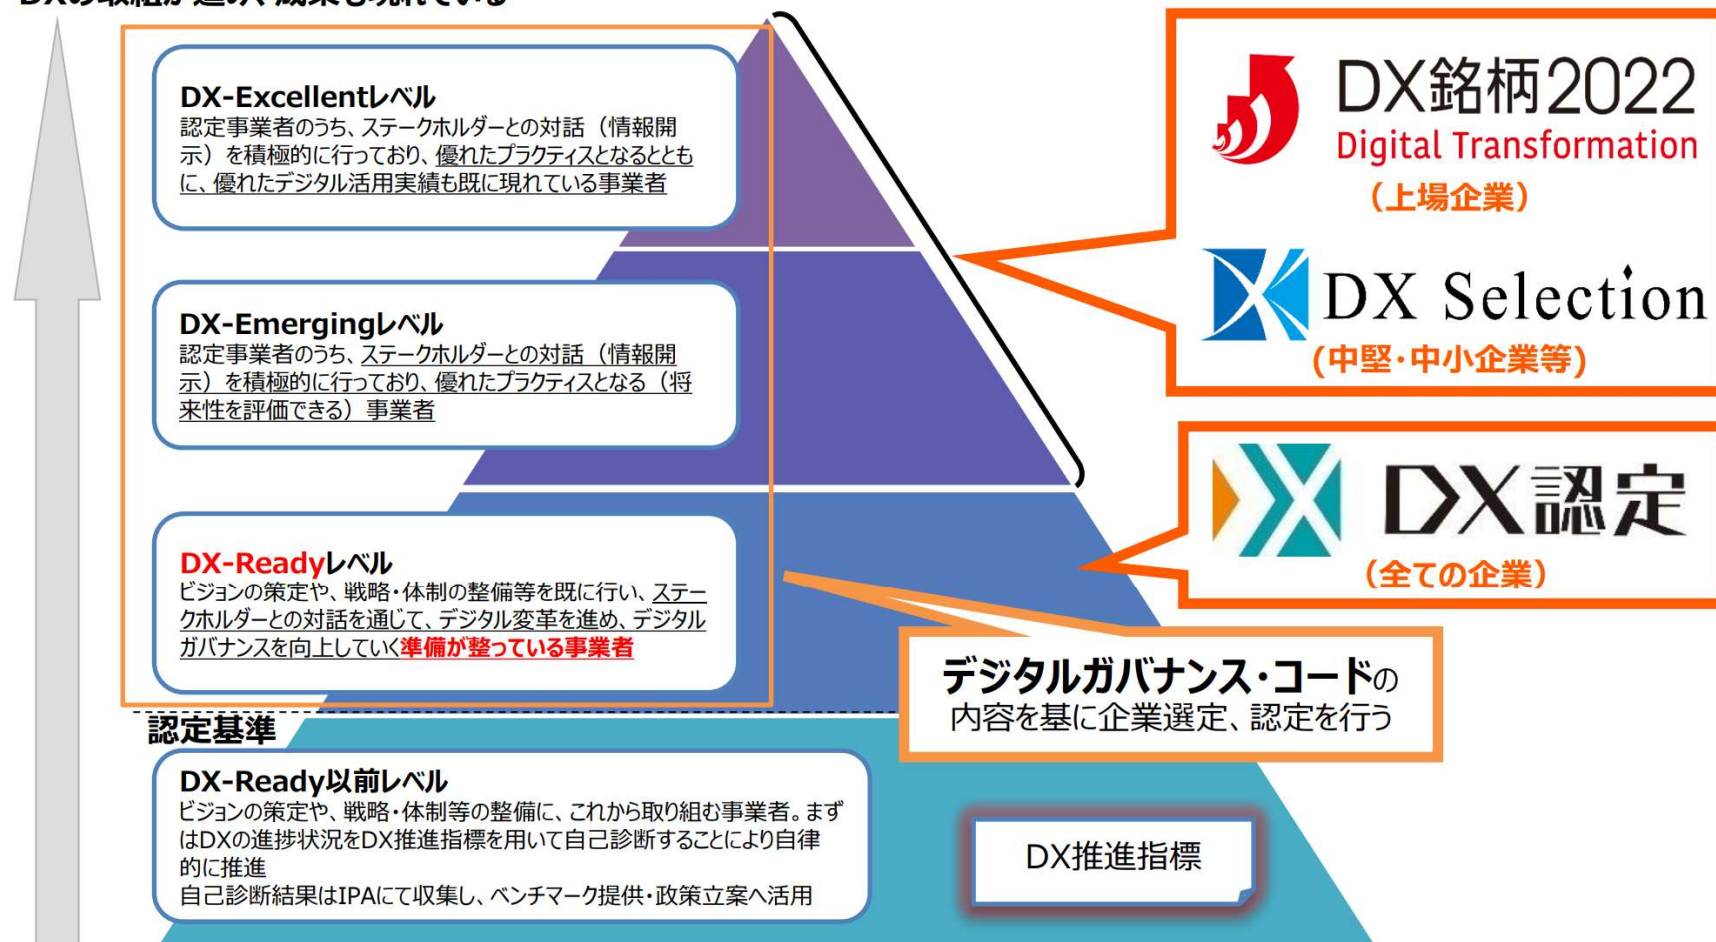 DXの取組が進み、成果も現れている
DX-Excellentレベル
認定事業者のうち、ステークホルダーとの対話（情報開
示）を積極的に行っており、優れたプラクティスとなるととも
に、優れたデジタル活用実績も既に現れている事業者
DX-Emergingレベル
認定事業者のうち、ステークホルダーとの対話（情報開
示）を積極的に行っており、優れたプラクティスとなる（将
来性を評価できる）事業者
DX-Readyレベル
ビジョンの策定や、戦略・体制の整備等を既に行い、ステー
クホルダーとの対話を通じて、デジタル変革を進め、デジタル
ガバナンスを向上していく準備が整っている事業者
認定基準
DX-Ready以前レベル
ビジョンの策定や、戦略・体制等の整備に、これから取り組む事業者。まず
はDXの進捗状況をDX推進指標を用いて自己診断することにより自律
的に推進
自己診断結果はIPAにて収集し、ベンチマーク提供・政策立案へ活用
DX銘柄2022
Digital Transformation
（上場企業）
DX Selection
(中堅・中小企業等)
DX認定
（全ての企業）
デジタルガバナンス・コードの
内容を基に企業選定、認定を行う
DX推進指標